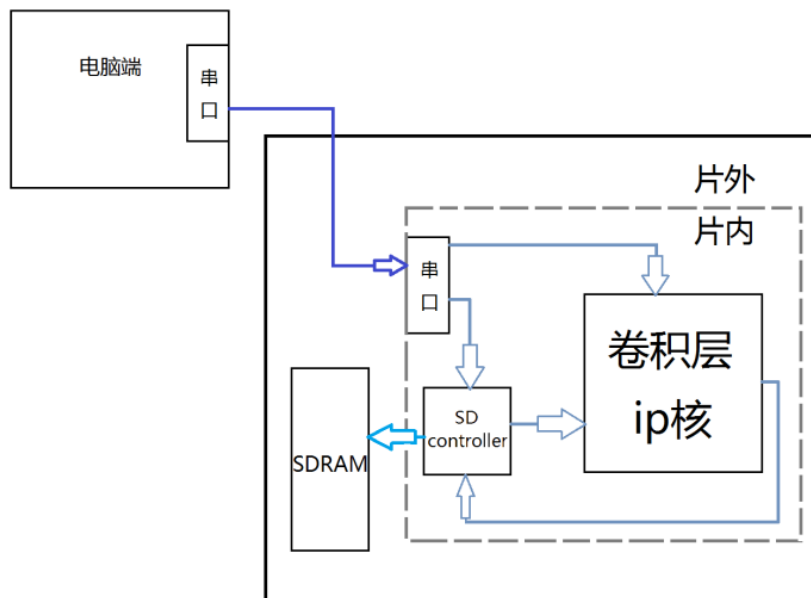 电脑端
串
口
片外
片内
串
口
卷积层
ip核
SD
controller
SDRAM